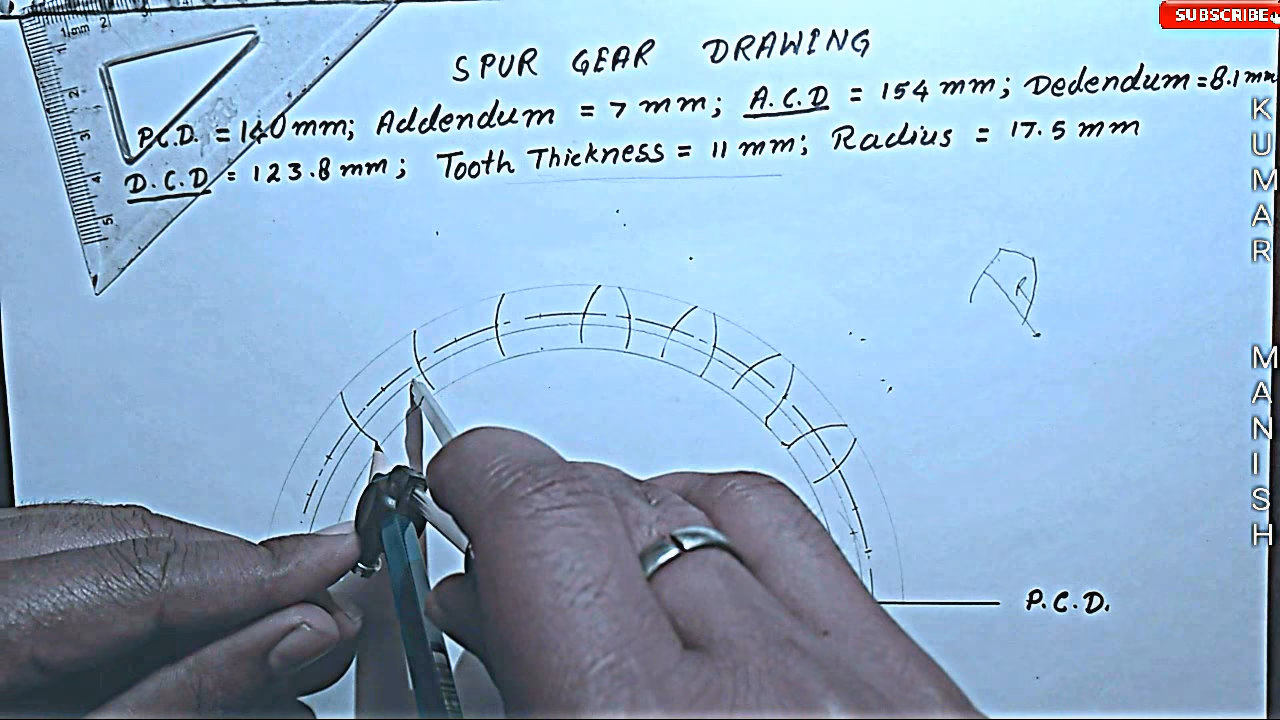 SUBSCRIBE
SPUR GEAR DRAWING
P.C.D. = 140 mm; Addendum = 7 mm; A.C.D = 154 mm; Dedendum = 8.1 mm
D.C.D = 123.8 mm; Tooth Thickness = 11 mm; Radius = 17.5 mm
R
P.C.D.
KUMAR MANISH